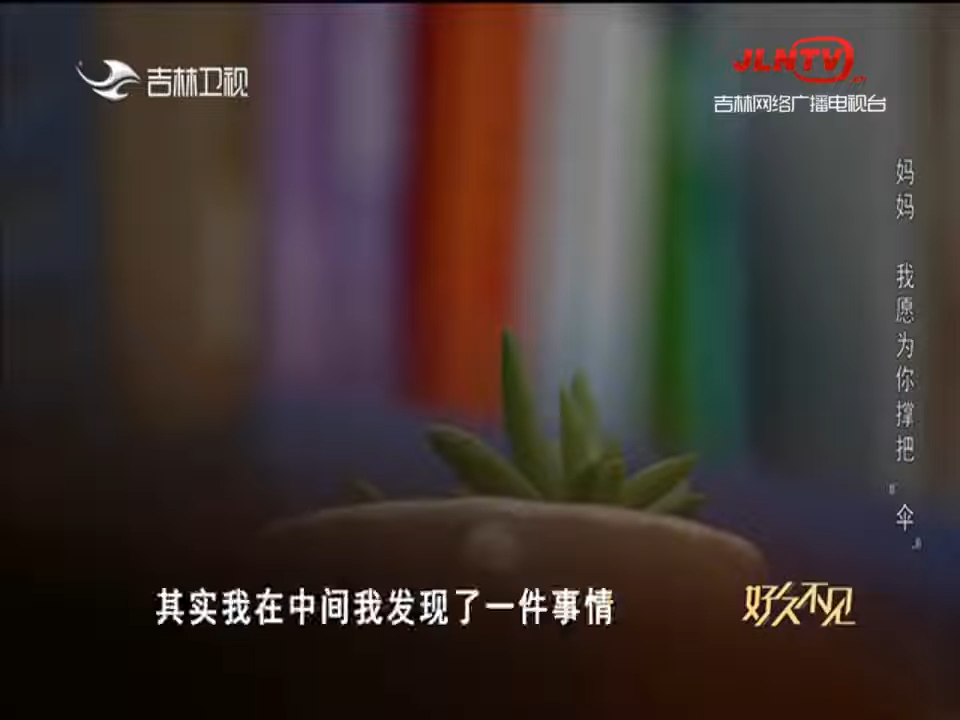 吉林卫视
JLNTV
吉林网络广播电视台
妈妈 我愿为你撑把“伞”
其实我在中间我发现了一件事情
好久不见